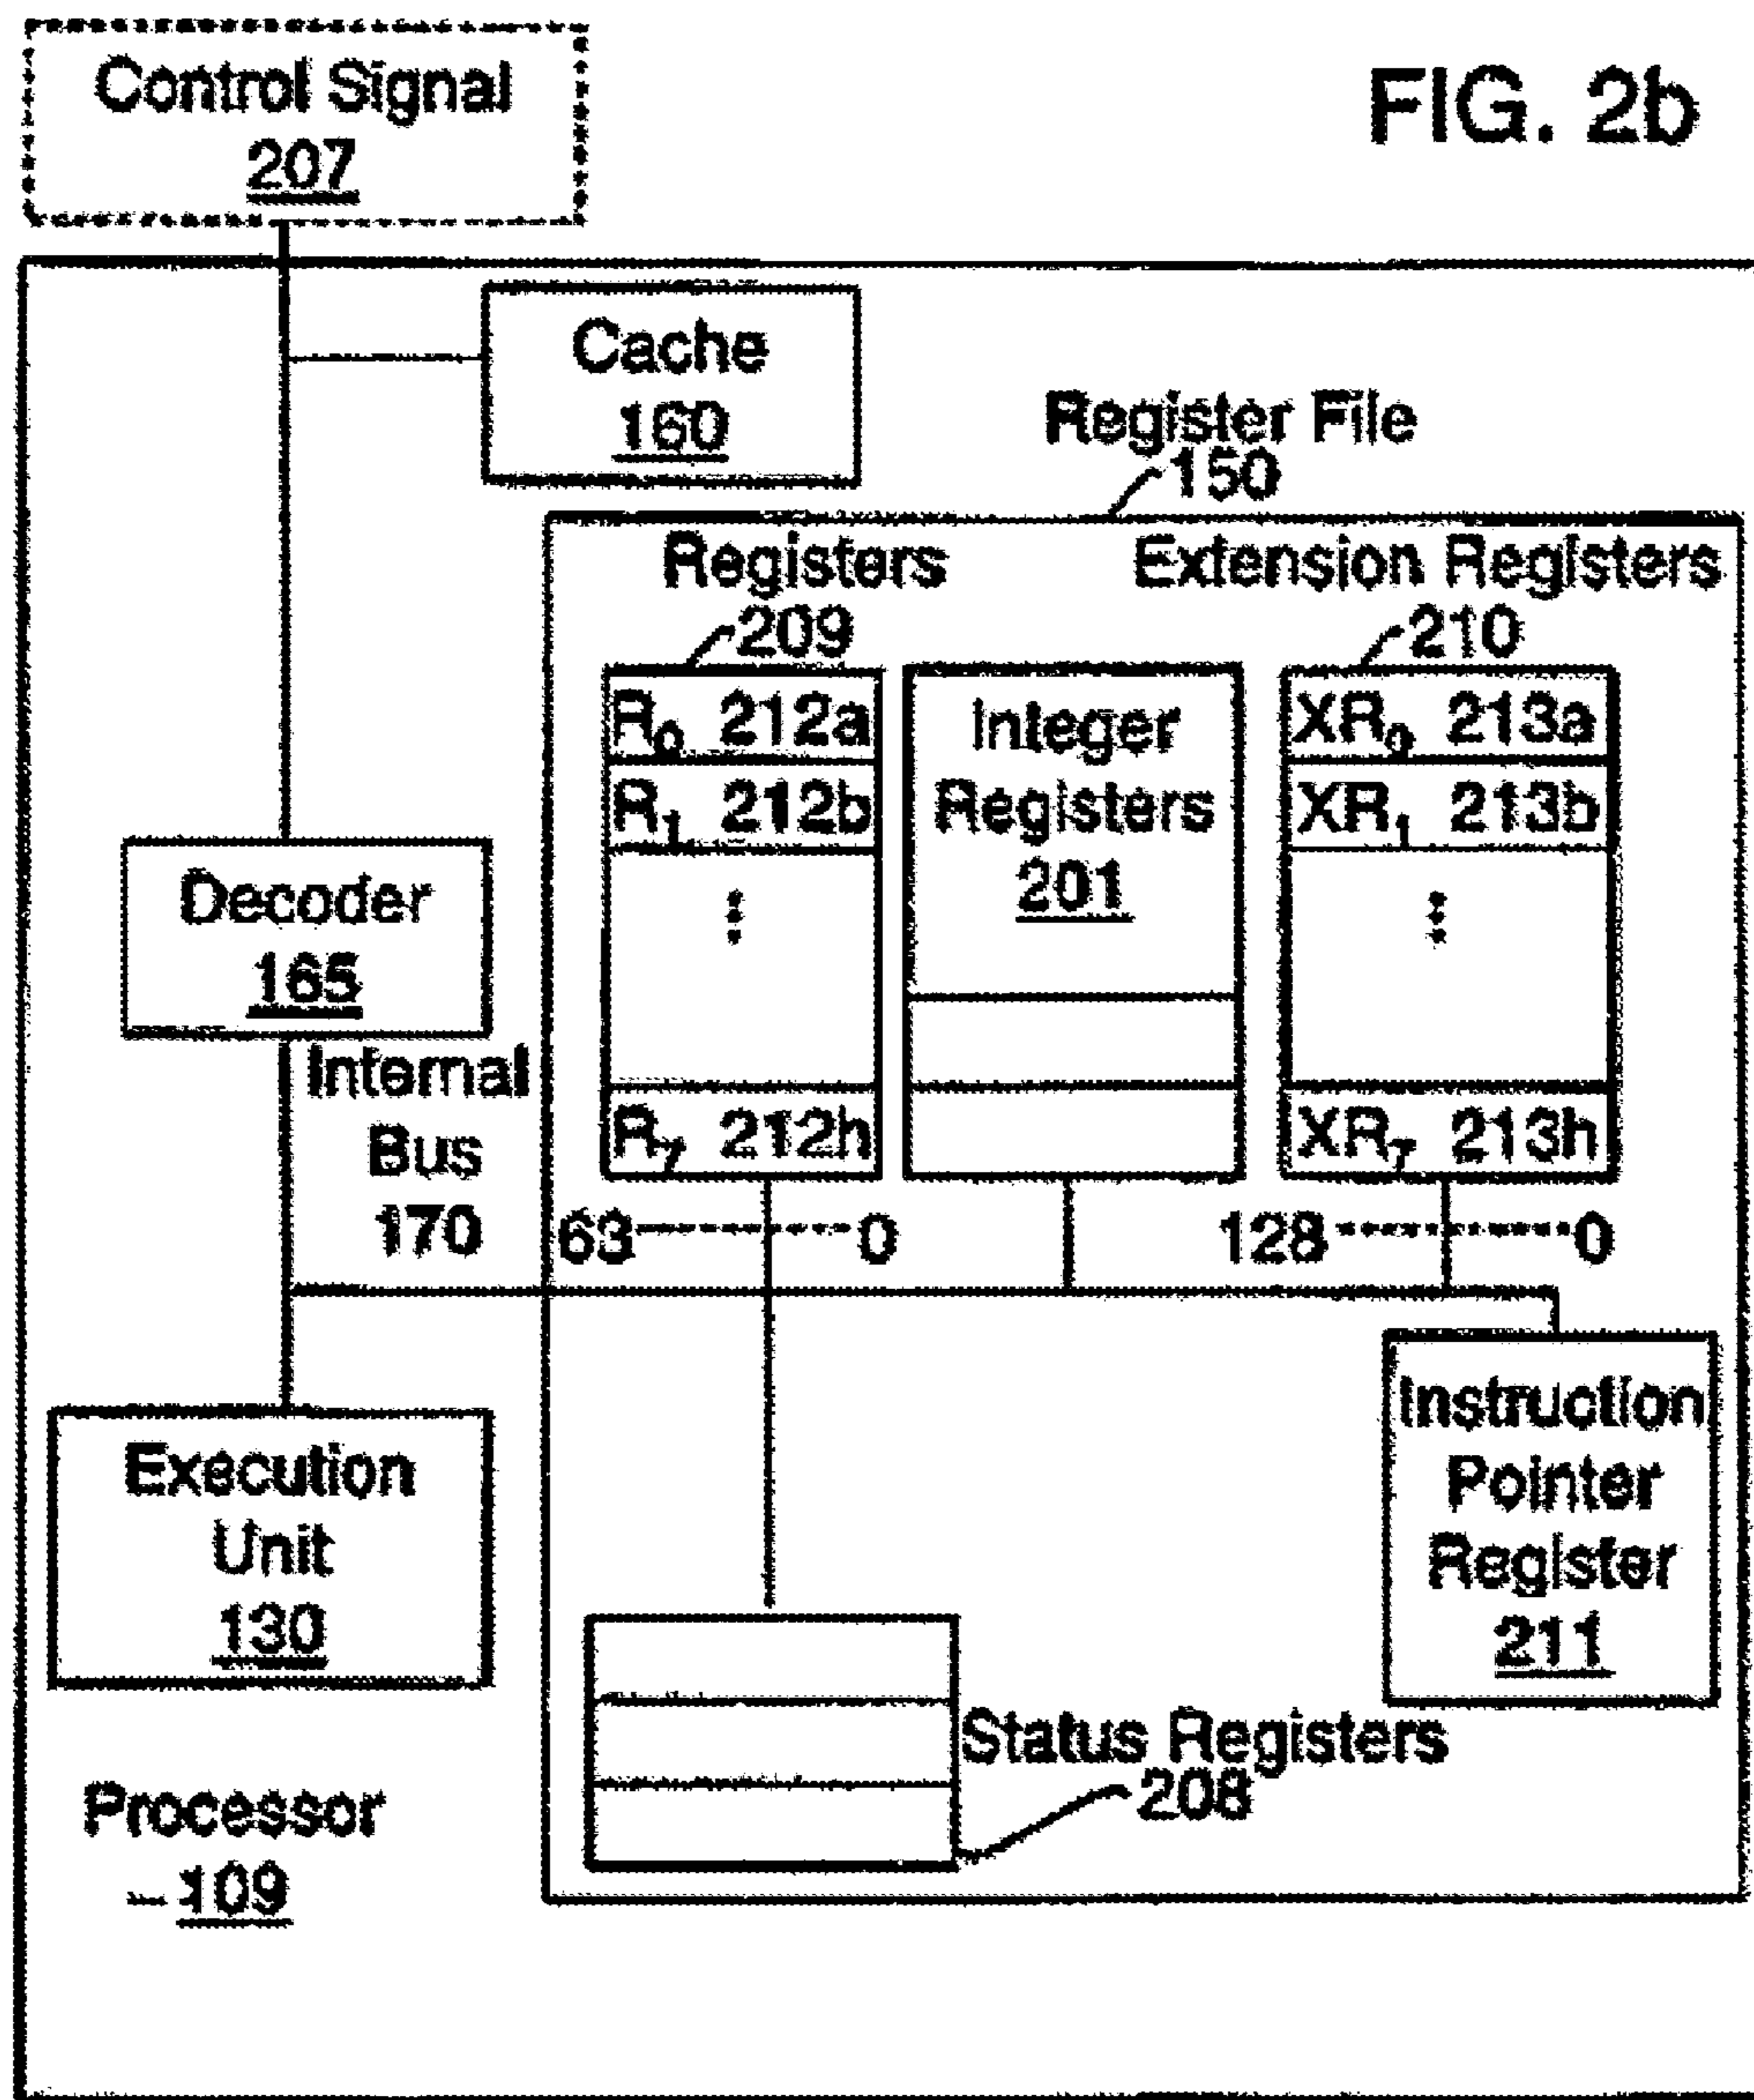 FIG. 2b
Control Signal
207
Cache
160
Register File
150
Registers
209
Extension Registers
210
R0 212a
R1 212b
R7 212h
Integer
Registers
201
XR0 213a
XR1 213b
XR7 213h
63 0
128 0
Decoder
165
Internal
Bus
170
Execution
Unit
130
Instruction
Pointer
Register
211
Status Registers
208
Processor
109